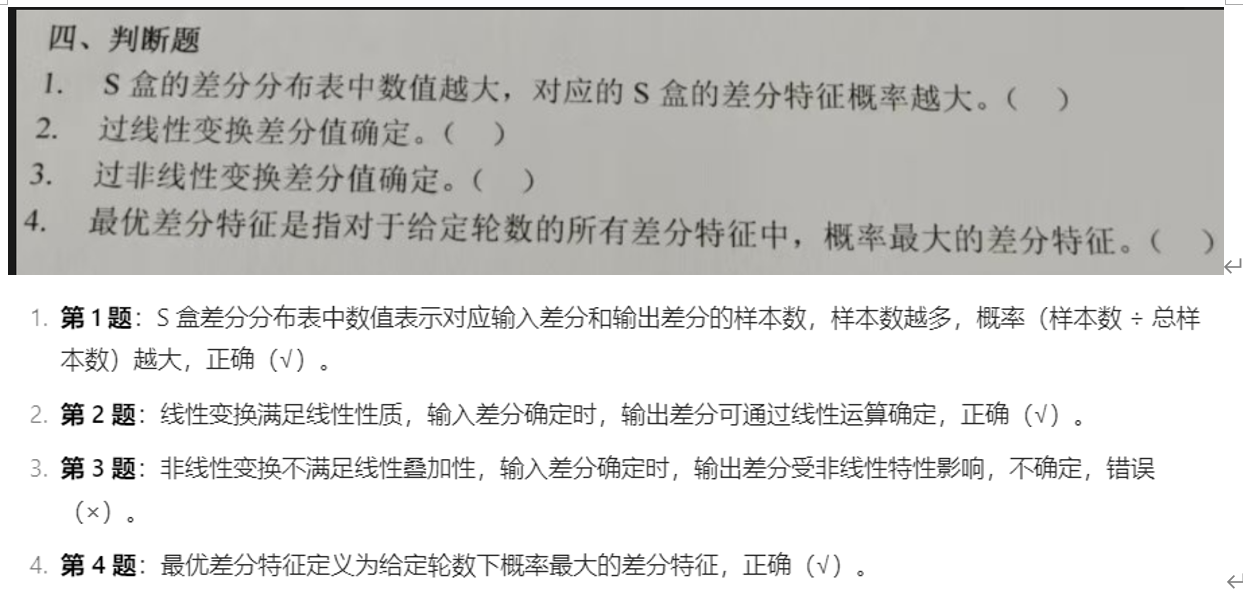 四、判断题
1. S 盒的差分分布表中数值越大，对应的 S 盒的差分特征概率越大。（ ）
2. 过线性变换差分值确定。（ ）
3. 过非线性变换差分值确定。（ ）
4. 最优差分特征是指对于给定轮数的所有差分特征中，概率最大的差分特征。（ ）
1. 第 1 题：S 盒差分分布表中数值表示对应输入差分和输出差分的样本数，样本数越多，概率（样本数 ÷ 总样
本数）越大，正确（√）。
2. 第 2 题：线性变换满足线性性质，输入差分确定时，输出差分可通过线性运算确定，正确（√）。
3. 第 3 题：非线性变换不满足线性叠加性，输入差分确定时，输出差分受非线性特性影响，不确定，错误
（×）。
4. 第 4 题：最优差分特征定义为给定轮数下概率最大的差分特征，正确（√）。